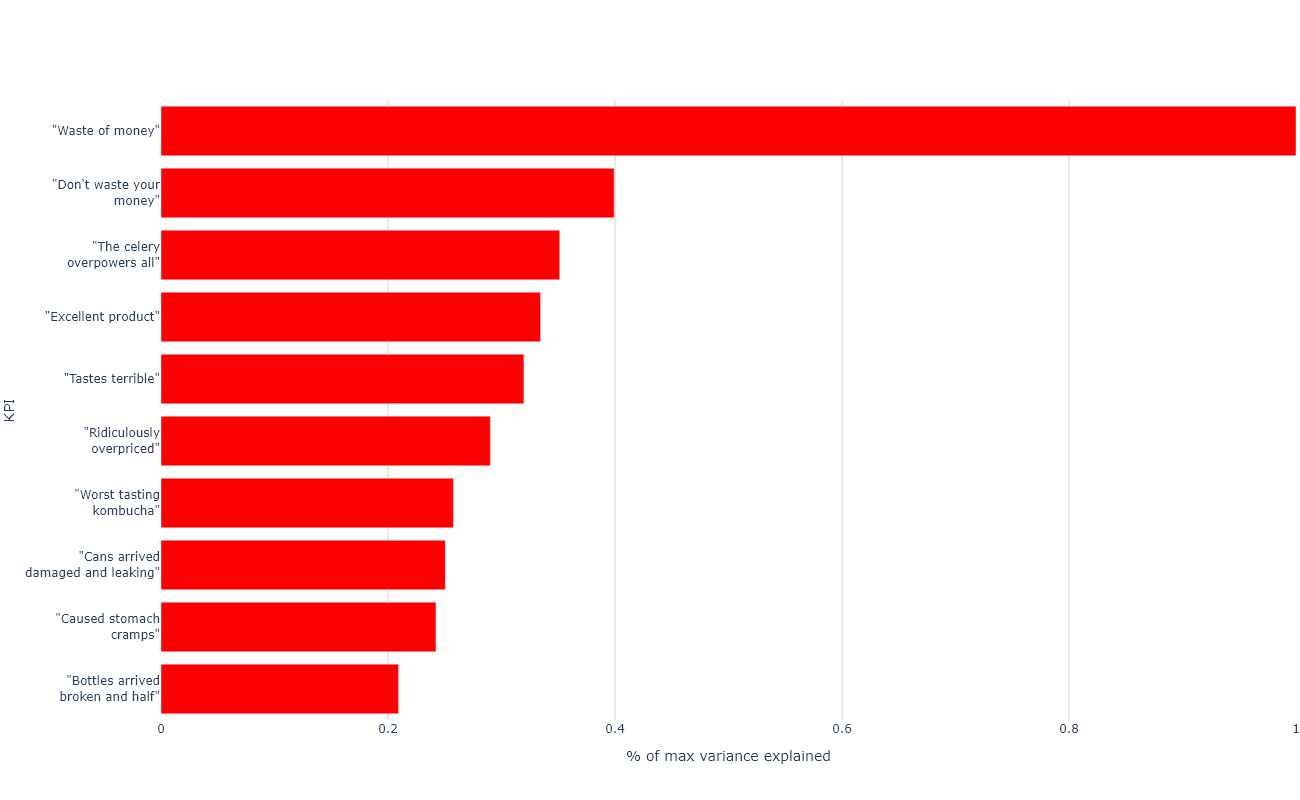 "Waste of money"
"Don't waste your
money"
"The celery
overpowers all"
"Excellent product"
"Tastes terrible"
"Ridiculously
overpriced"
"Worst tasting
kombucha"
"Cans arrived
damaged and leaking"
"Caused stomach
cramps"
"Bottles arrived
broken and half"
KPI
0 0.2 0.4 0.6 0.8 1
% of max variance explained